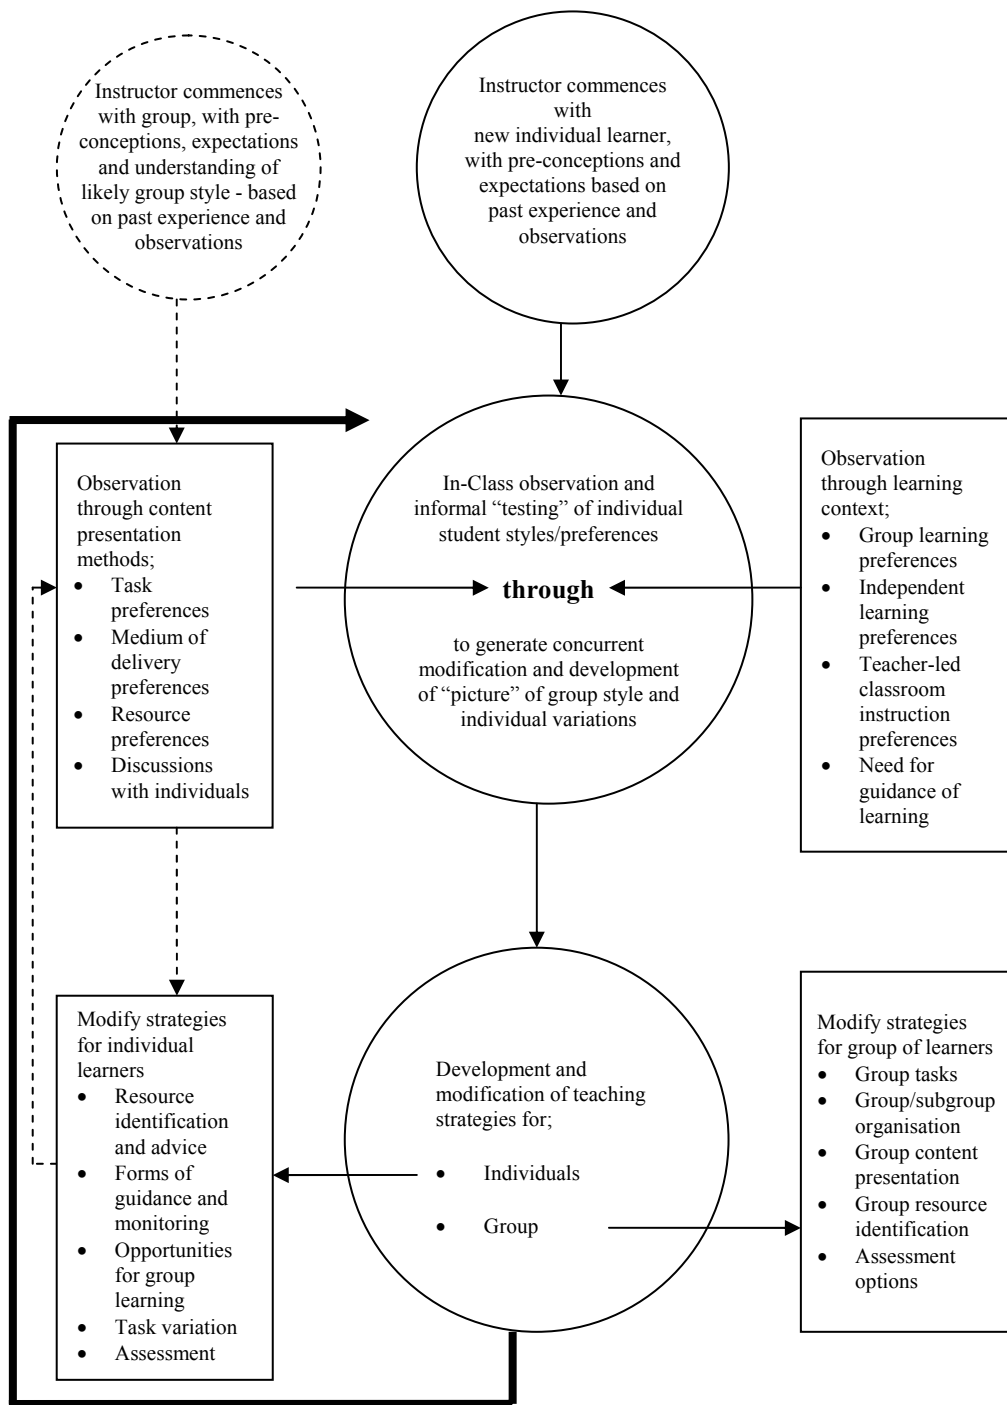 Instructor commences
with group, with pre-
conceptions, expectations
and understanding of
likely group style - based
on past experience and
observations
Instructor commences
with
new individual learner,
with pre-conceptions and
expectations based on
past experience and
observations
Observation
through content
presentation
methods;
• Task
preferences
• Medium of
delivery
preferences
• Resource
preferences
• Discussions
with individuals
In-Class observation and
informal “testing” of individual
student styles/preferences
through
to generate concurrent
modification and development
of “picture” of group style and
individual variations
Observation
through learning
context;
• Group learning
preferences
• Independent
learning
preferences
• Teacher-led
classroom
instruction
preferences
• Need for
guidance of
learning
Modify strategies
for individual
learners
• Resource
identification
and advice
• Forms of
guidance and
monitoring
• Opportunities
for group
learning
• Task variation
• Assessment
Development and
modification of teaching
strategies for;
• Individuals
• Group
Modify strategies
for group of learners
• Group tasks
• Group/subgroup
organisation
• Group content
presentation
• Group resource
identification
• Assessment
options